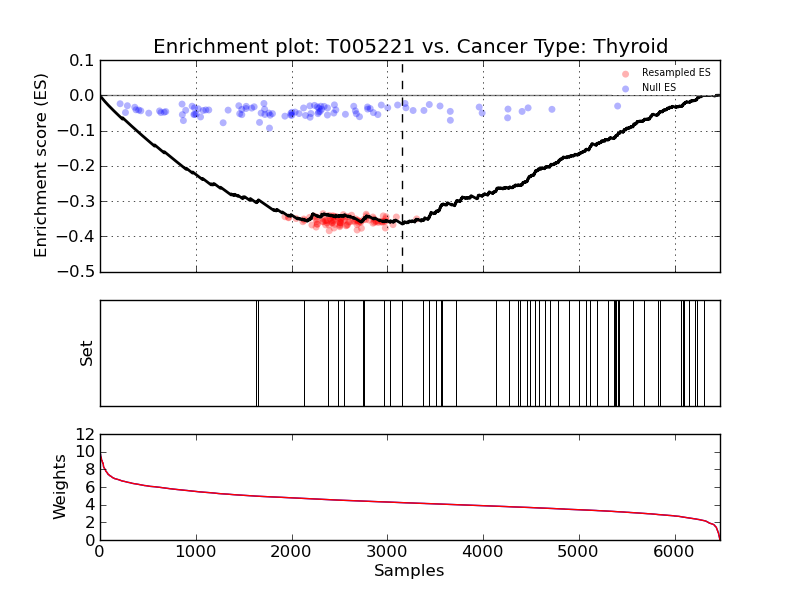 Enrichment plot: T005221 vs. Cancer Type: Thyroid
Enrichment score (ES)
0.1
0.0
−0.1
−0.2
−0.3
−0.4
−0.5
Resampled ES
Null ES
Set
Weights
12
10
8
6
4
2
0
0 1000 2000 3000 4000 5000 6000
Samples